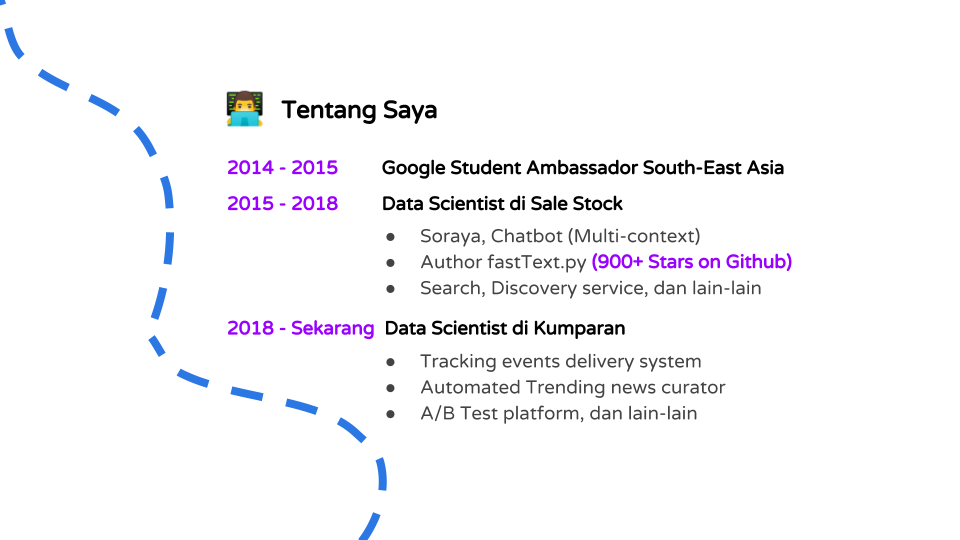 Tentang Saya
2014 - 2015 Google Student Ambassador South-East Asia
2015 - 2018 Data Scientist di Sale Stock
● Soraya, Chatbot (Multi-context)
● Author fastText.py (900+ Stars on Github)
● Search, Discovery service, dan lain-lain
2018 - Sekarang Data Scientist di Kumparan
● Tracking events delivery system
● Automated Trending news curator
● A/B Test platform, dan lain-lain